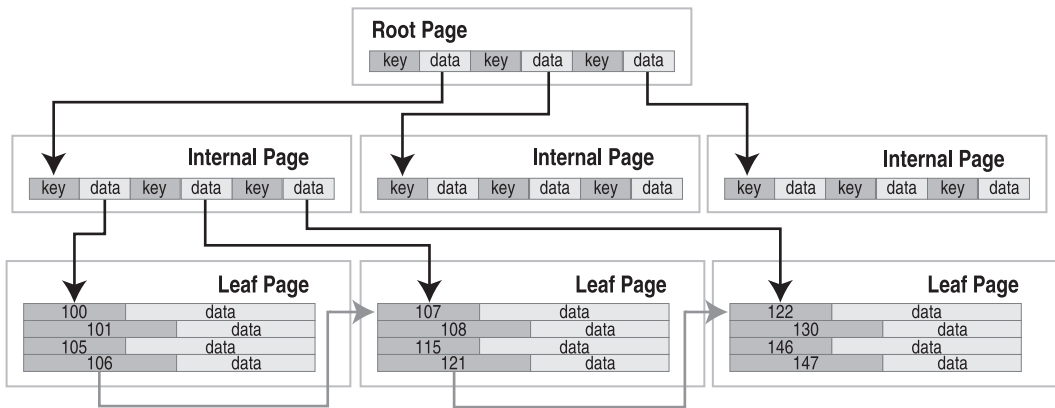 Root Page
key data key data key data
Internal Page
key data key data key data
Internal Page
key data key data key data
Internal Page
key data key data key data
Leaf Page
100 data
101 data
105 data
106 data
Leaf Page
107 data
108 data
115 data
121 data
Leaf Page
122 data
130 data
146 data
147 data